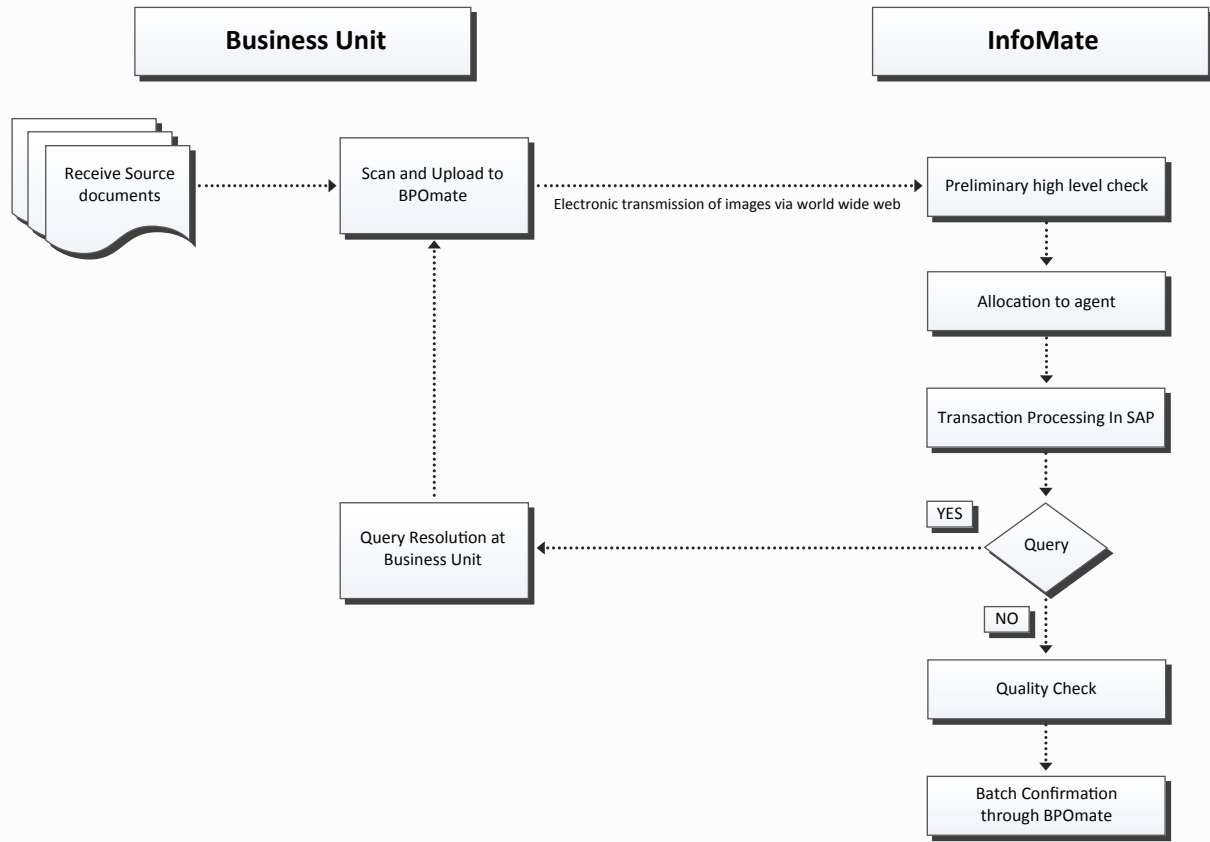 Business Unit
InfoMate
Receive Source
documents
Scan and Upload to
BPOmate
Electronic transmission of images via world wide web
Preliminary high level check
Allocation to agent
Transaction Processing In SAP
YES
Query
Query Resolution at
Business Unit
NO
Quality Check
Batch Confirmation
through BPOmate